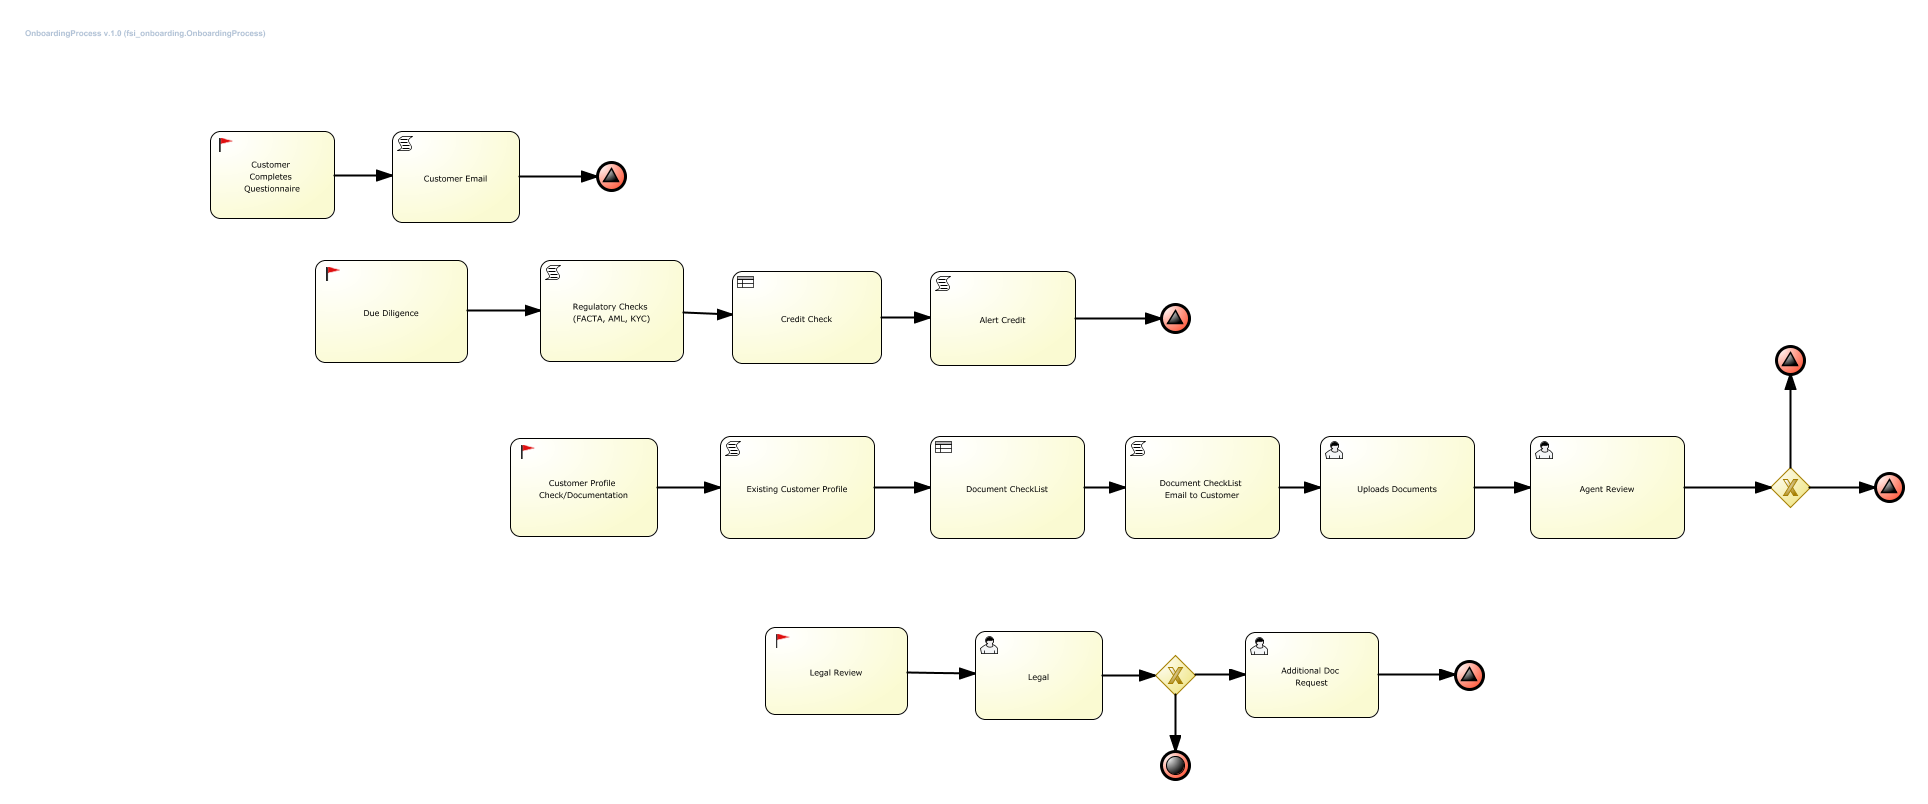 OnboardingProcess v.1.0 (fsi_onboarding.OnboardingProcess)
Customer
Completes
Questionnaire
Customer Email
Due Diligence
Regulatory Checks
(FACTA, AML, KYC)
Credit Check
Alert Credit
Customer Profile
Check/Documentation
Existing Customer Profile
Document CheckList
Document CheckList
Email to Customer
Uploads Documents
Agent Review
Legal Review
Legal
Additional Doc
Request